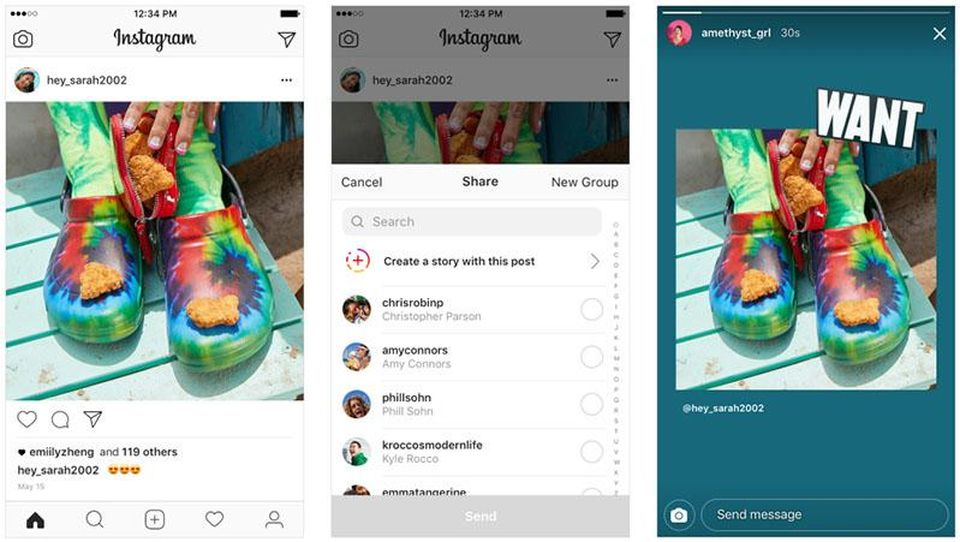 12:34 PM
Instagram
hey_sarah2002
emiilyzheng and 119 others
hey_sarah2002 😍😍😍
May 15
12:34 PM
Instagram
hey_sarah2002
Cancel Share New Group
Search
Create a story with this post
chrisrobinp
Christopher Parson
amyconnors
Amy Connors
phillsohn
Phill Sohn
kroccosmodernlife
Kyle Rocco
emmatangerine
Send
amethyst_grl 30s
WANT
@hey_sarah2002
Send message